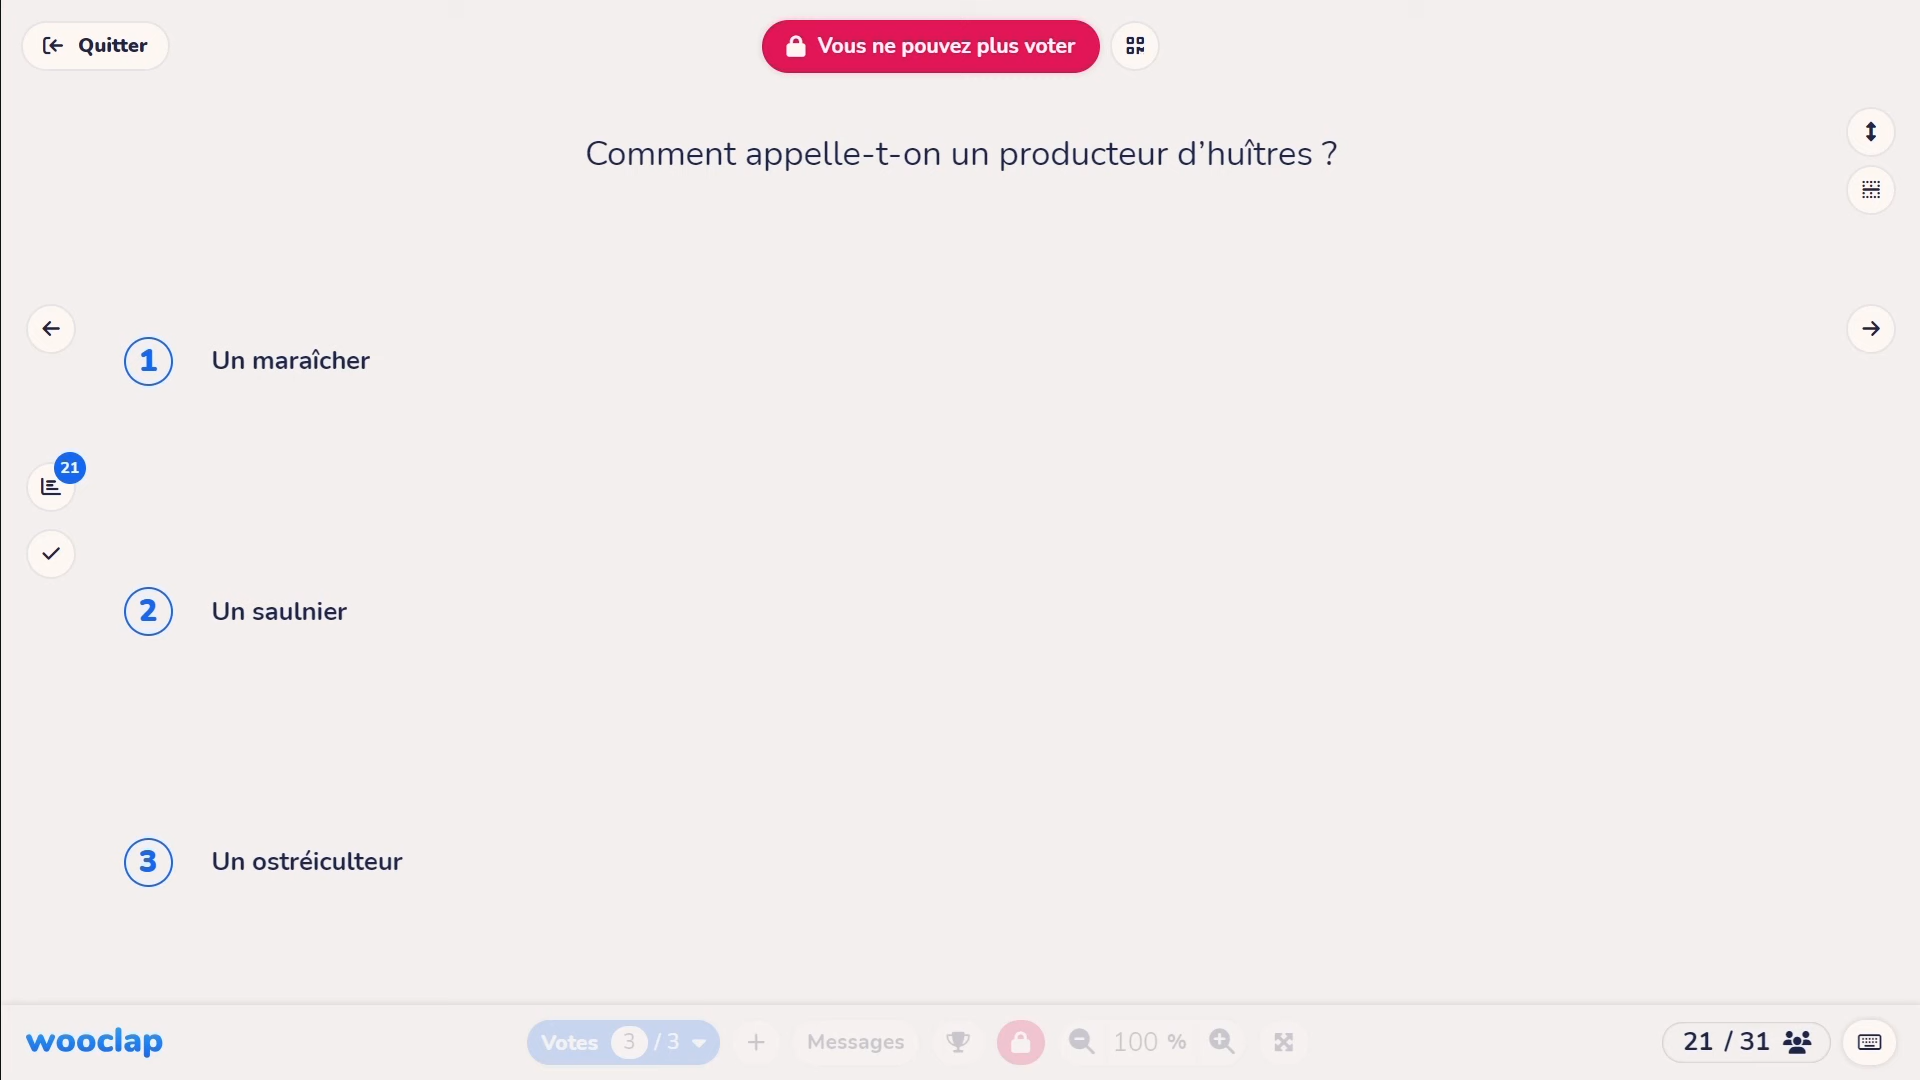 Quitter
Vous ne pouvez plus voter
Comment appelle-t-on un producteur d’huîtres ?
1 Un maraîcher
21
2 Un saulnier
3 Un ostréiculteur
wooclap
Votes 3 / 3
Messages
100 %
21 / 31